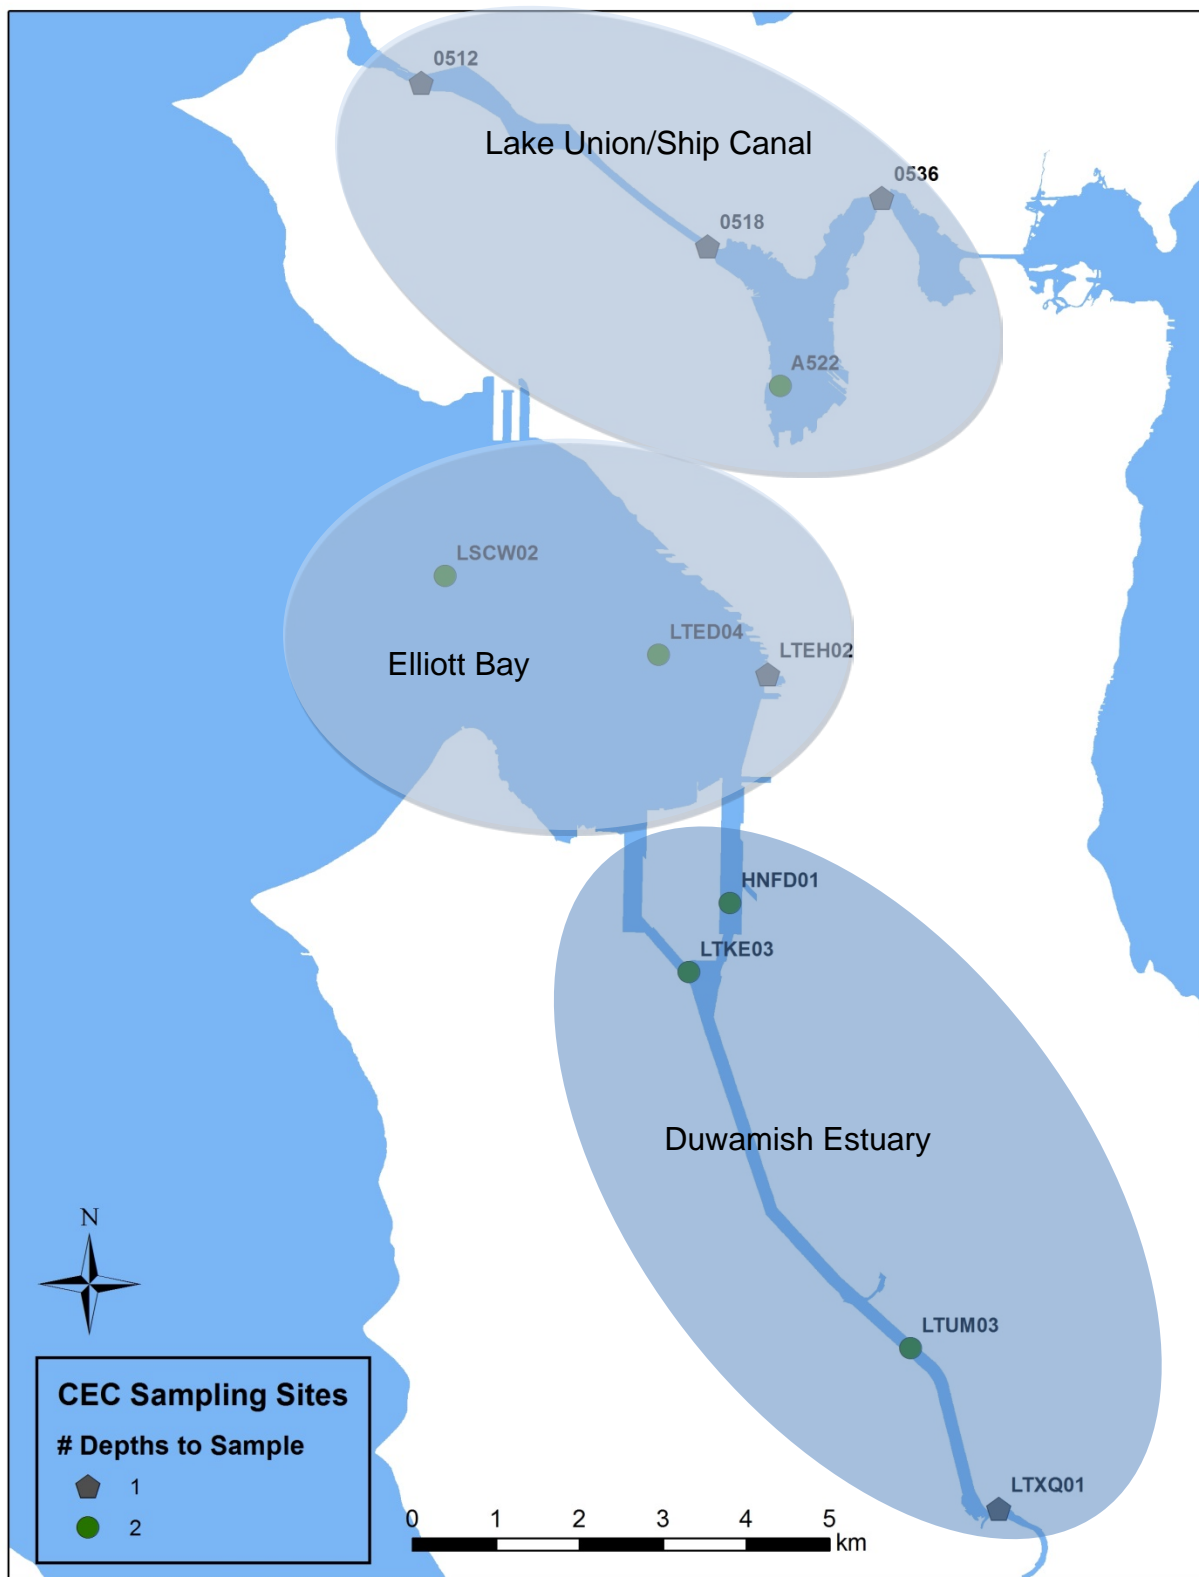 0512
Lake Union/Ship Canal
0536
0518
A522
LSCW02
LTED04
LTEH02
Elliott Bay
HNFD01
LTKE03
Duwamish Estuary
N
LTUM03
CEC Sampling Sites
# Depths to Sample
1
2
LTXQ01
0 1 2 3 4 5
km